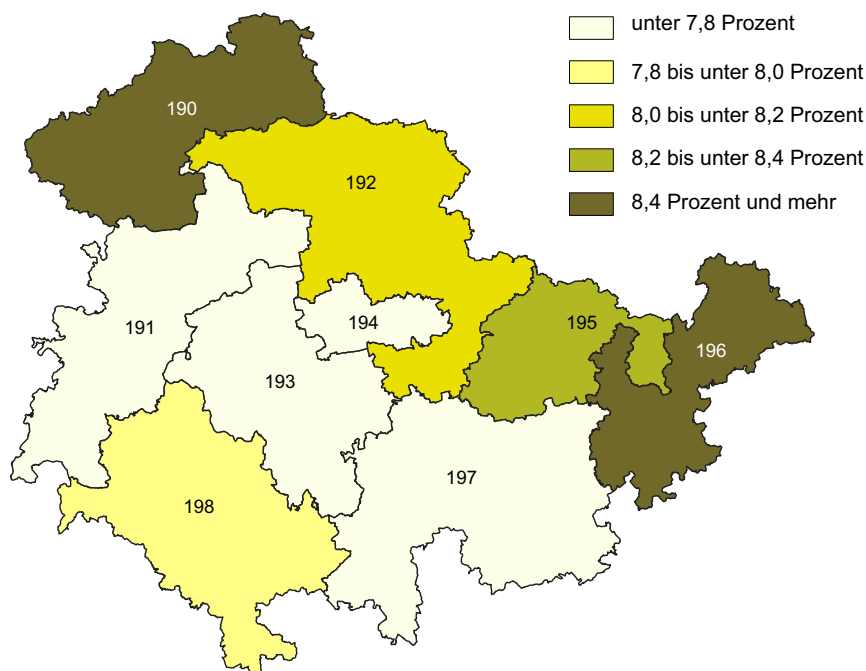 unter 7,8 Prozent
7,8 bis unter 8,0 Prozent
8,0 bis unter 8,2 Prozent
8,2 bis unter 8,4 Prozent
8,4 Prozent und mehr
190
192
191
194
195
196
193
197
198